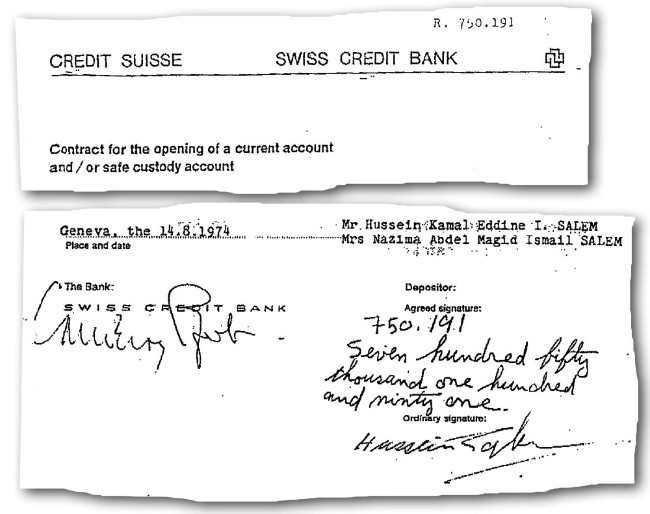 R. 750.191
CREDIT SUISSE SWISS CREDIT BANK
Contract for the opening of a current account
and / or safe custody account
Geneva, the 14.8.1974
Place and date
Mr Hussein Kamal Eddine I. SALEM
Mrs Nazima Abdel Magid Ismail SALEM
The Bank:
SWISS CREDIT BANK
Depositor:
Agreed signature:
750.191
Seven hundred fifty
thousand one hundred
and ninty one.
Ordinary signature:
Hussein